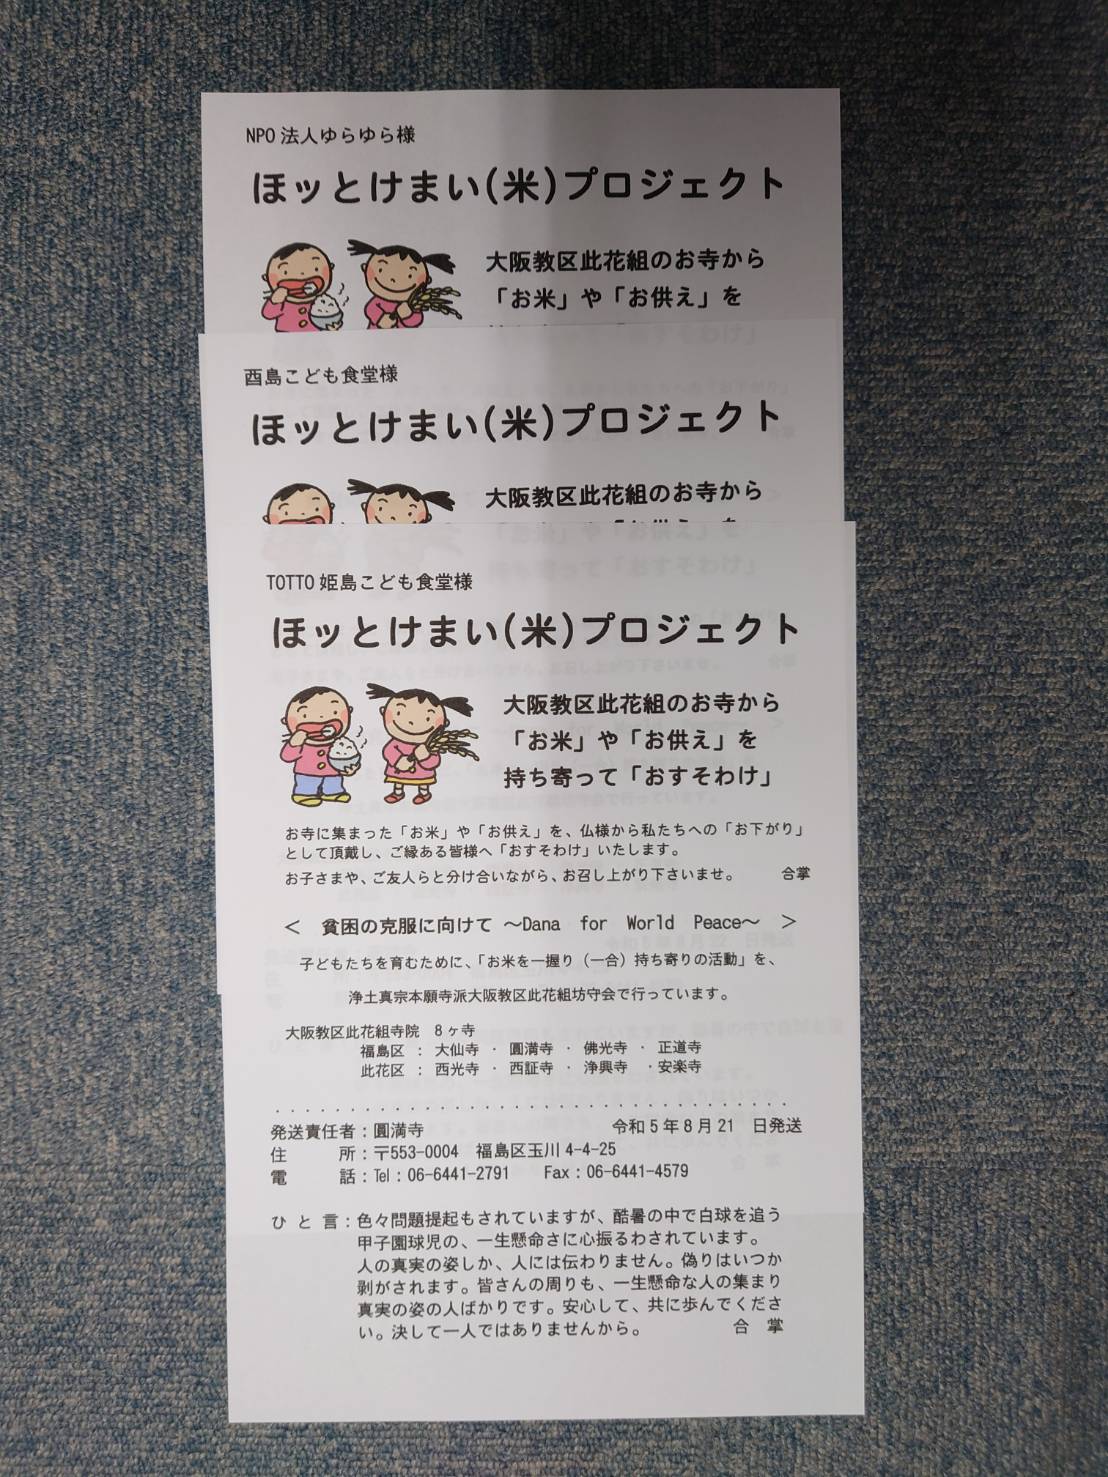 NPO法人ゆらゆら様
ほッとけまい(米)プロジェクト
大阪教区此花組のお寺から
「お米」や「お供え」を
酉島こども食堂様
ほッとけまい(米)プロジェクト
大阪教区此花組のお寺から
TOTTO姫島こども食堂様
ほッとけまい(米)プロジェクト
大阪教区此花組のお寺から
「お米」や「お供え」を
持ち寄って「おすそわけ」
お寺に集まった「お米」や「お供え」を、仏様から私たちへの「お下がり」
として頂戴し、ご縁ある皆様へ「おすそわけ」いたします。
お子さまや、ご友人らと分け合いながら、お召し上がり下さいませ。 合掌
＜ 貧困の克服に向けて ～Dana for World Peace～ ＞
子どもたちを育むために、「お米を一握り（一合）持ち寄りの活動」を、
浄土真宗本願寺派大阪教区此花組坊守会で行っています。
大阪教区此花組寺院 8ヶ寺
福島区 : 大仙寺 ・ 圓満寺 ・ 佛光寺 ・ 正道寺
此花区 : 西光寺 ・ 西証寺 ・ 浄興寺 ・安楽寺
発送責任者：圓満寺 令和5年8月21 日発送
住 所：〒553-0004 福島区玉川4-4-25
電 話：Tel：06-6441-2791 Fax：06-6441-4579
ひと言：色々問題提起もされていますが、酷暑の中で白球を追う
甲子園球児の、一生懸命さに心振るわされています。
人の真実の姿しか、人には伝わりません。偽りはいつか
剥がされます。皆さんの周りも、一生懸命な人の集まり
真実の姿の人ばかりです。安心して、共に歩んでくださ
い。決して一人ではありませんから。 合 掌